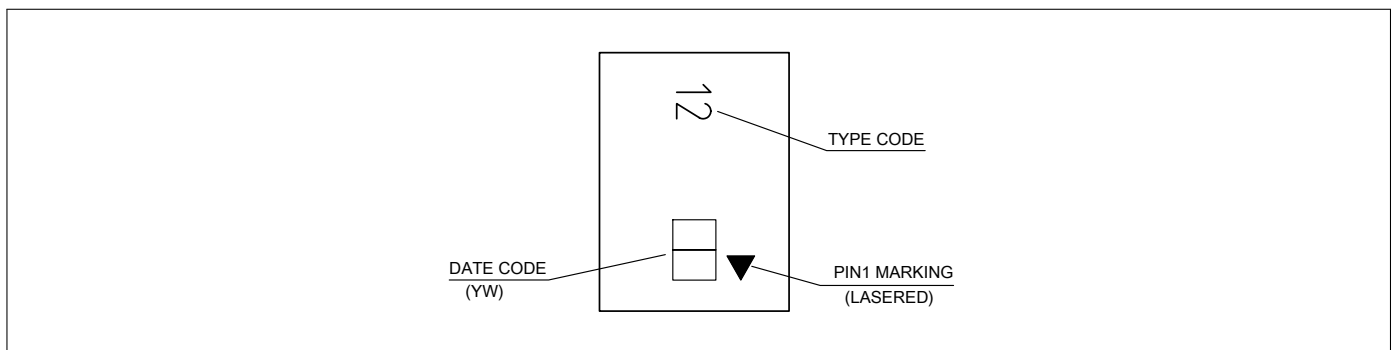 12
TYPE CODE
DATE CODE
(YW)
PIN1 MARKING
(LASERED)